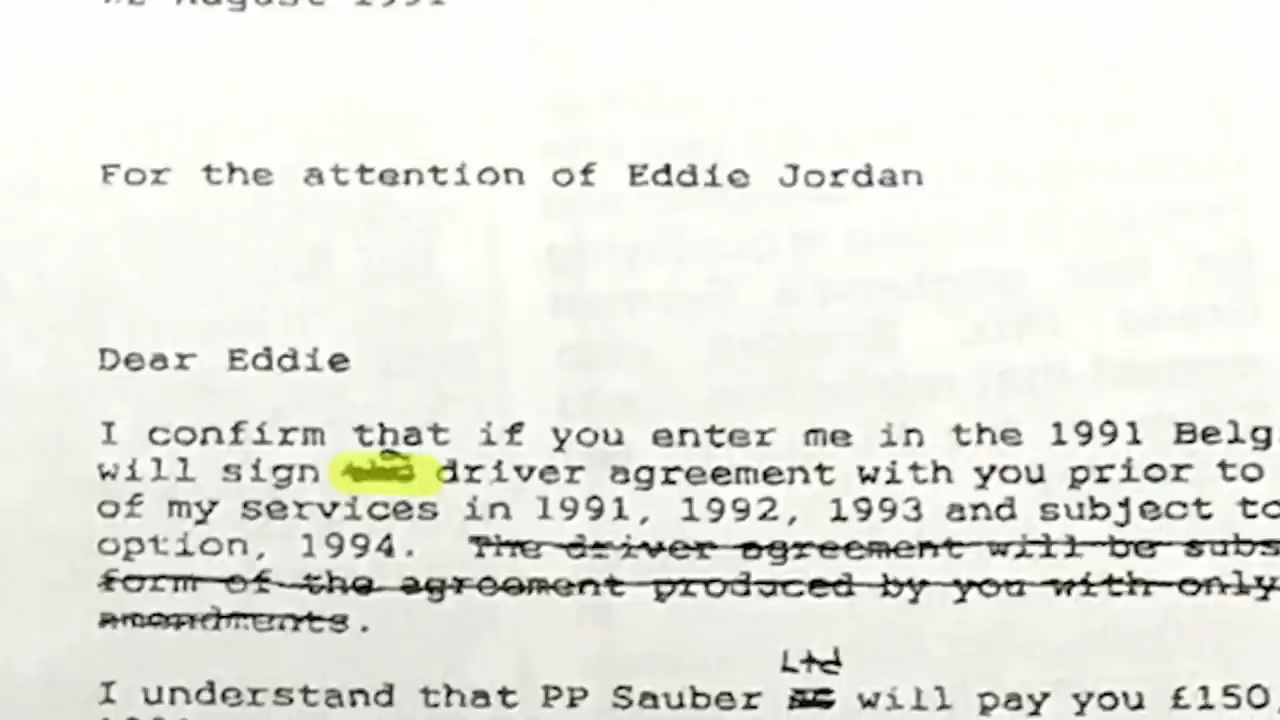 August 1991
For the attention of Eddie Jordan
Dear Eddie
I confirm that if you enter me in the 1991 Belg
will sign driver agreement with you prior to
of my services in 1991, 1992, 1993 and subject to
option, 1994. The driver agreement will be subs
form of the agreement produced by you with only
amendments.
Ltd
I understand that PP Sauber will pay you £150,